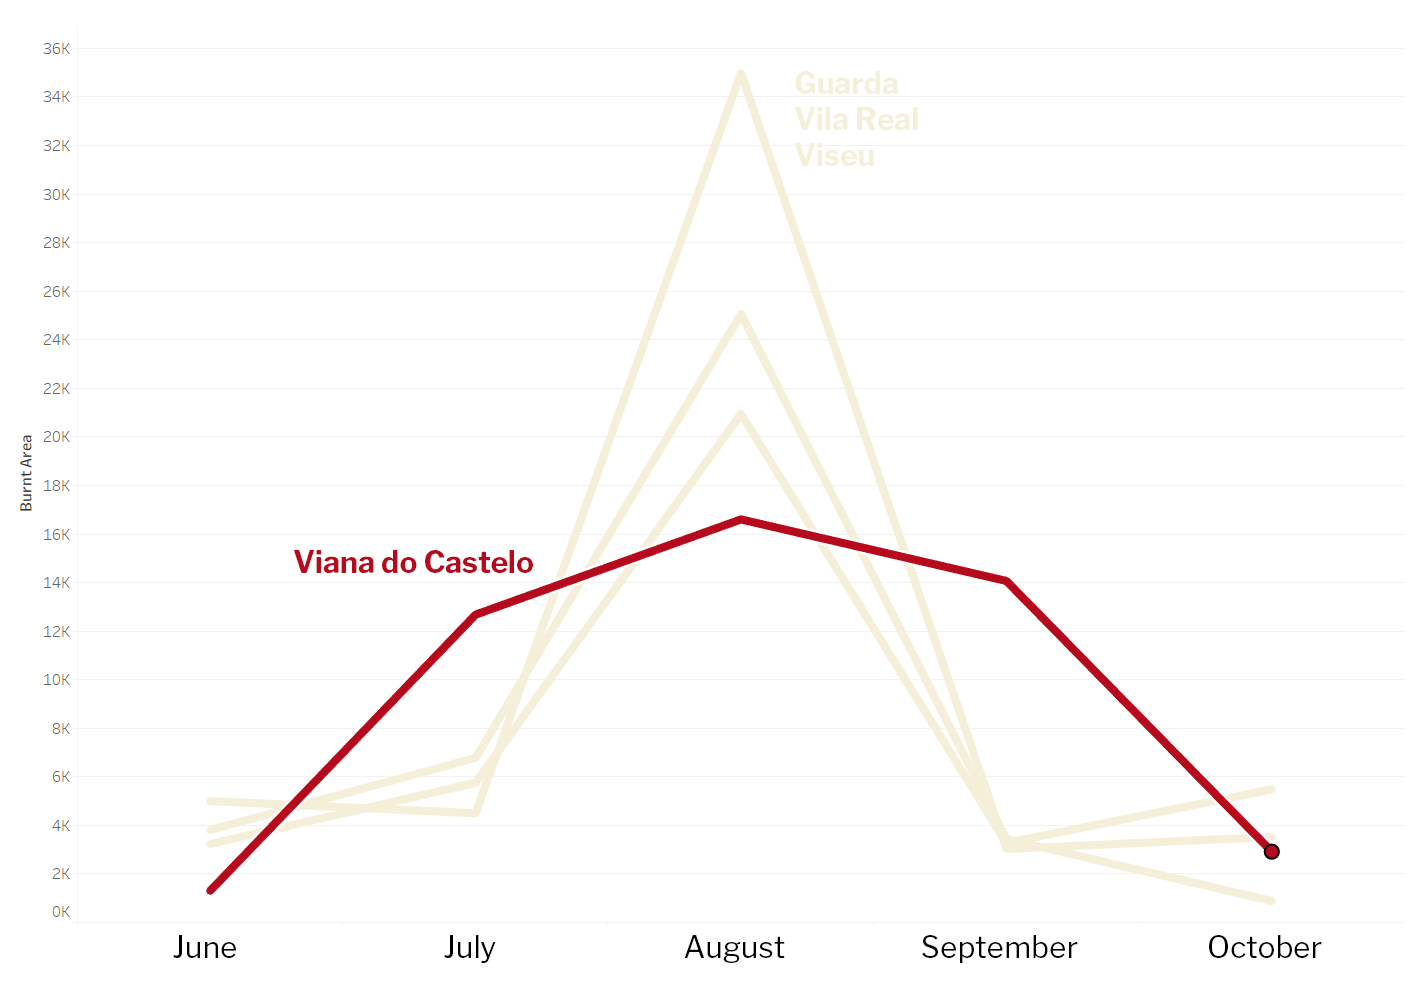 36K
34K
32K
30K
28K
26K
24K
22K
20K
18K
16K
14K
12K
10K
8K
6K
4K
2K
0K
Burnt Area
Guarda
Vila Real
Viseu
Viana do Castelo
June
July
August
September
October